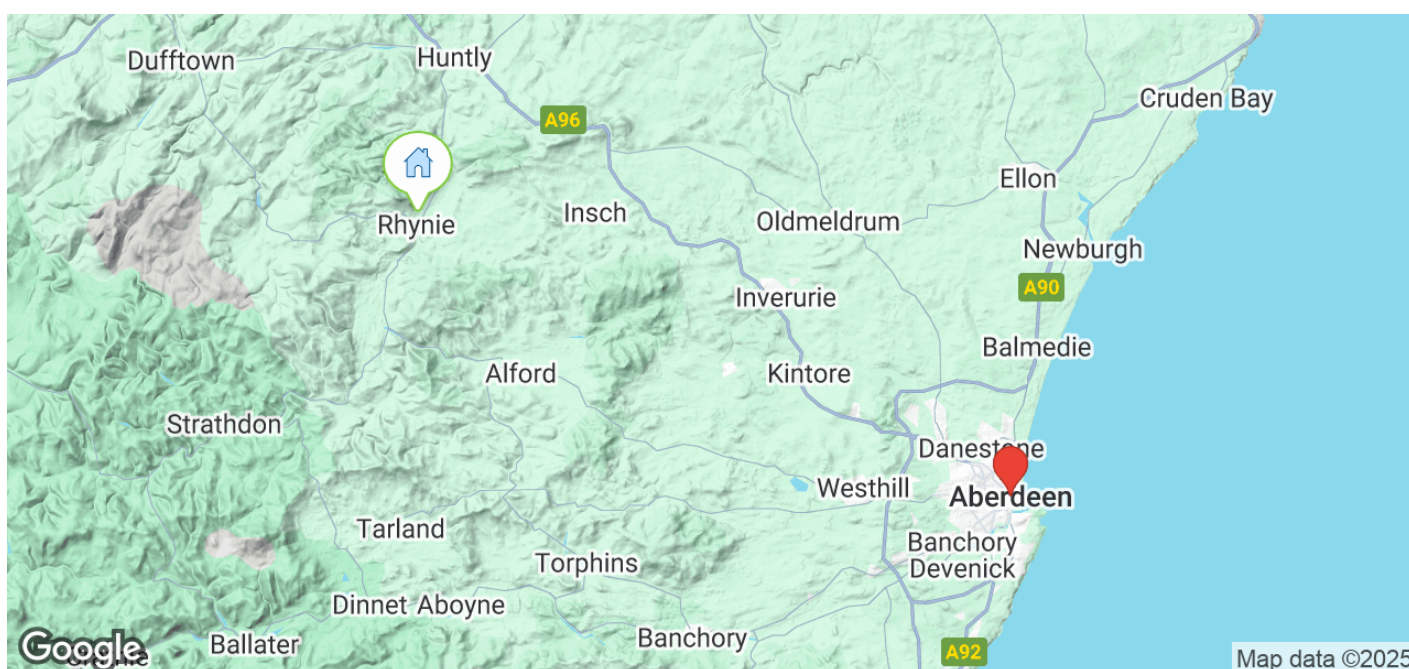 Dufftown
Huntly
Cruden Bay
A96
Ellon
Rhynie
Insch
Oldmeldrum
Newburgh
A90
Inverurie
Balmedie
Alford
Kintore
Strathdon
Danestone
Westhill
Aberdeen
Tarland
Torphins
Banchory
Devenick
Dinnet
Aboyne
Ballater
Banchory
A92
Google
Map data ©2025